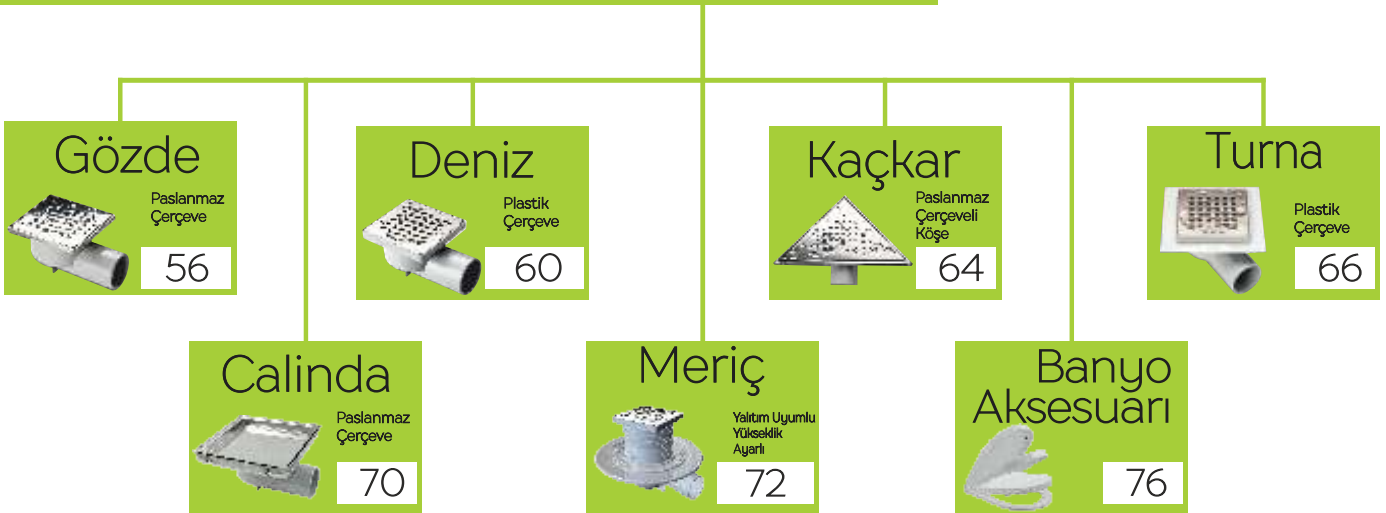 Gözde
Paslanmaz
Çerçeve
56
Deniz
Plastik
Çerçeve
60
Kaçkar
Paslanmaz
Çerçeveli
Köşe
64
Turna
Plastik
Çerçeve
66
Calinda
Paslanmaz
Çerçeve
70
Meriç
Yalıtım Uyumlu
Yükseklik
Ayarlı
72
Banyo
Aksesuarı
76